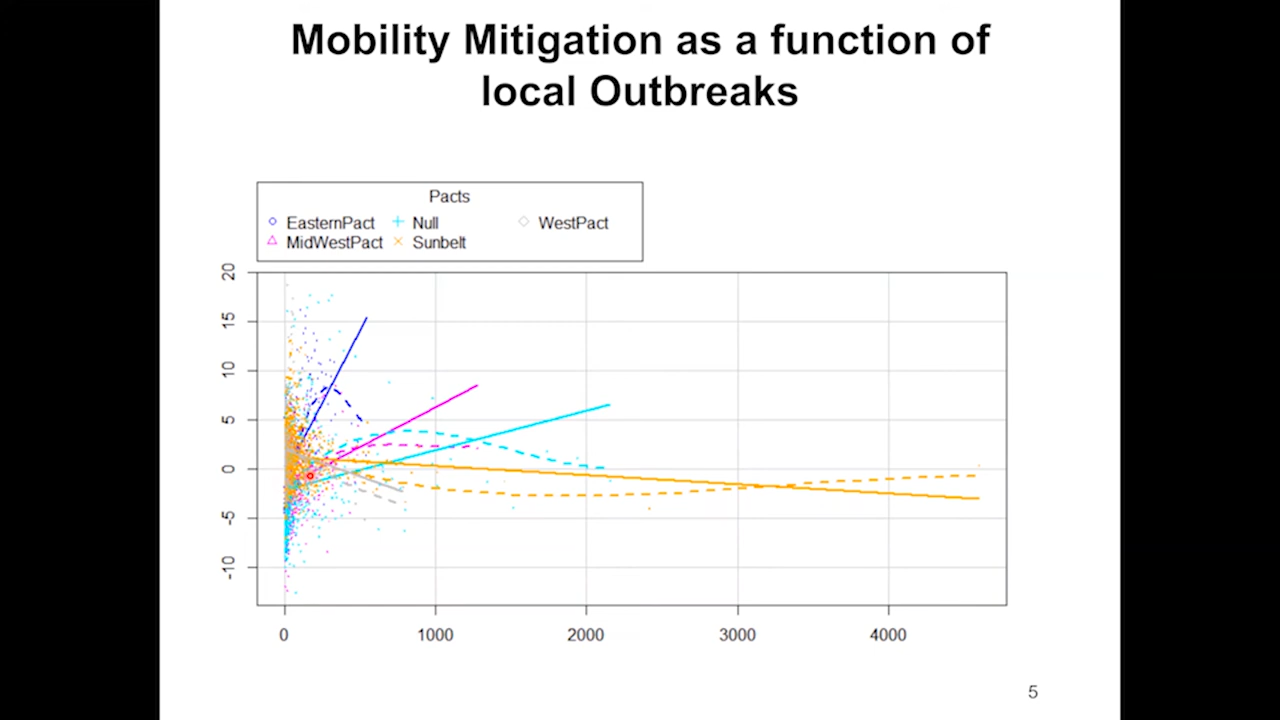 Mobility Mitigation as a function of
local Outbreaks
Pacts
EasternPact Null WestPact
MidWestPact Sunbelt
20
15
10
5
0
-5
-10
0 1000 2000 3000 4000
5